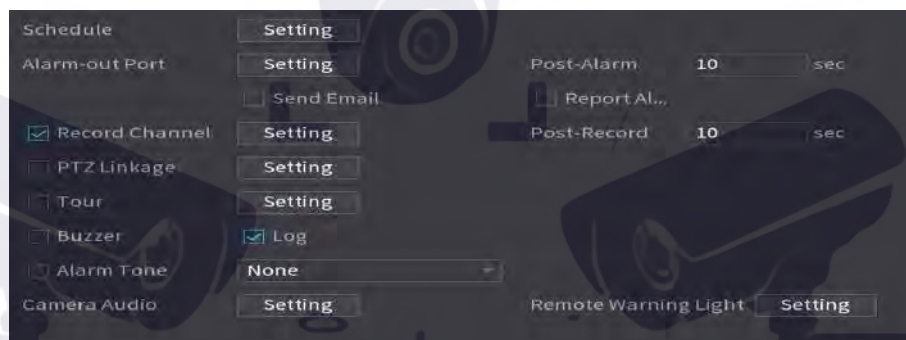 Schedule Setting
Alarm-out Port Setting Post-Alarm 10 sec
Send Email Report Al...
Record Channel Setting Post-Record 10 sec
PTZ Linkage Setting
Tour Setting
Buzzer Log
Alarm Tone None
Camera Audio Setting Remote Warning Light Setting